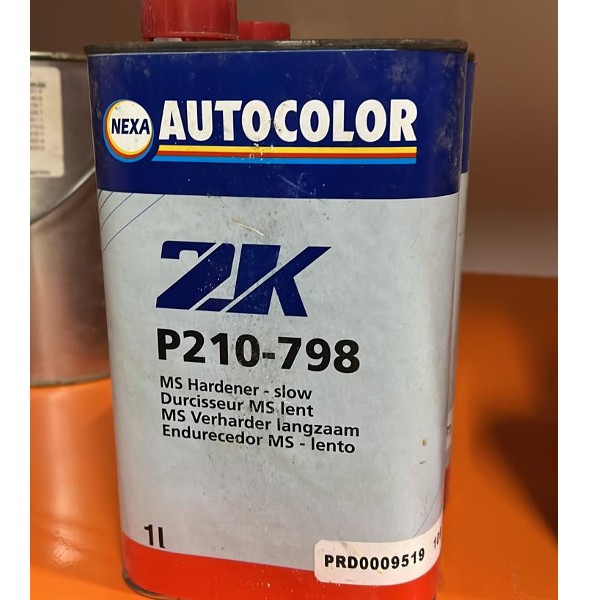 NEXA AUTOCOLOR
2K
P210-798
MS Hardener - slow
Durcisseur MS lent
MS Verharder langzaam
Endurecedor MS - lento
1l
PRD0009519